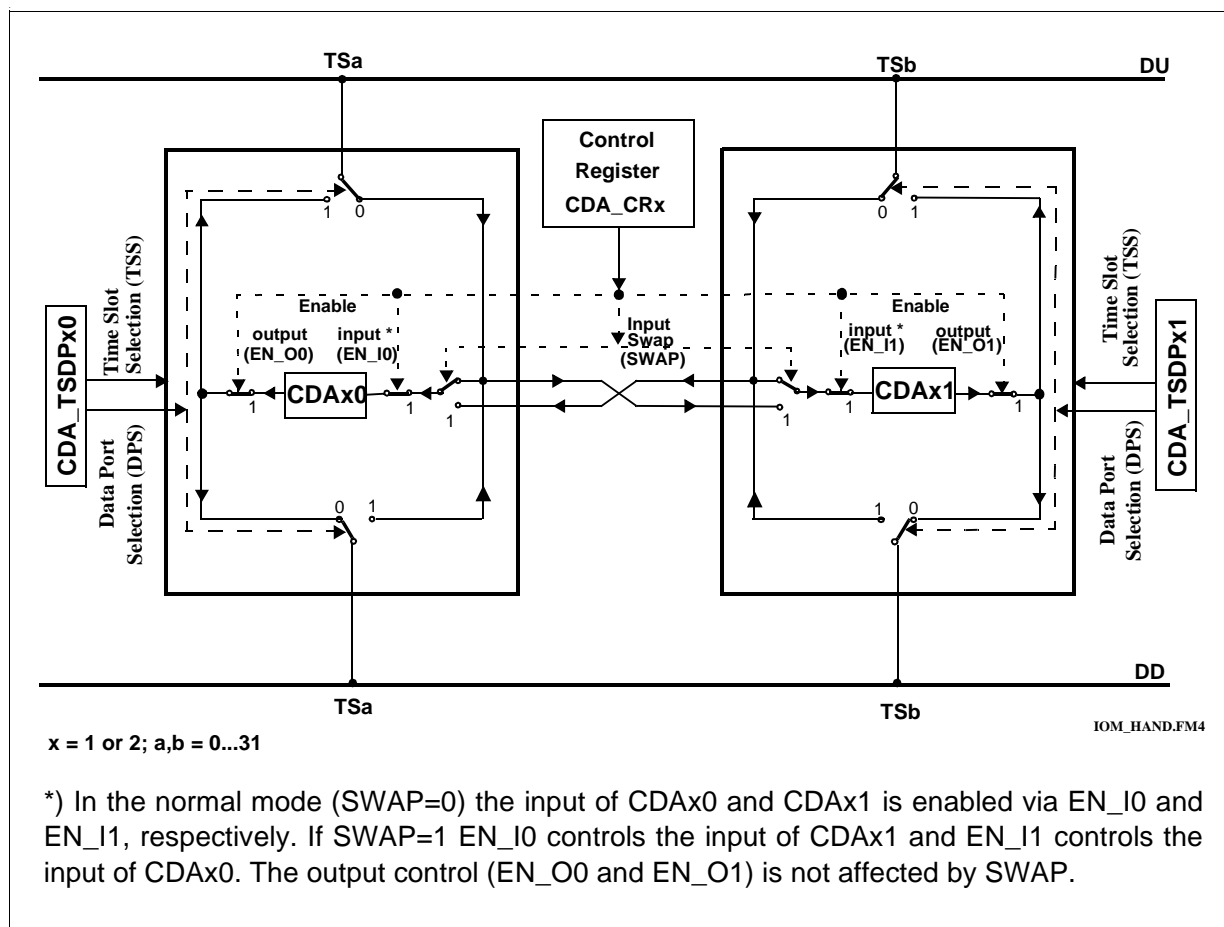 TSa
TSb
DU
Control
Register
CDA_CRx
1 0
0 1
Time Slot
Selection (TSS)
Time Slot
Selection (TSS)
Enable
Enable
output
(EN_O0)
input *
(EN_I0)
Input
Swap
(SWAP)
input *
(EN_I1)
output
(EN_O1)
CDA_TSDPx0
CDAx0
CDAx1
CDA_TSDPx1
1
1
1
1
1
1
Data Port
Selection (DPS)
Data Port
Selection (DPS)
0 1
1 0
DD
TSa
TSb
IOM_HAND.FM4
x = 1 or 2; a,b = 0...31
*) In the normal mode (SWAP=0) the input of CDAx0 and CDAx1 is enabled via EN_I0 and
EN_I1, respectively. If SWAP=1 EN_I0 controls the input of CDAx1 and EN_I1 controls the
input of CDAx0. The output control (EN_O0 and EN_O1) is not affected by SWAP.